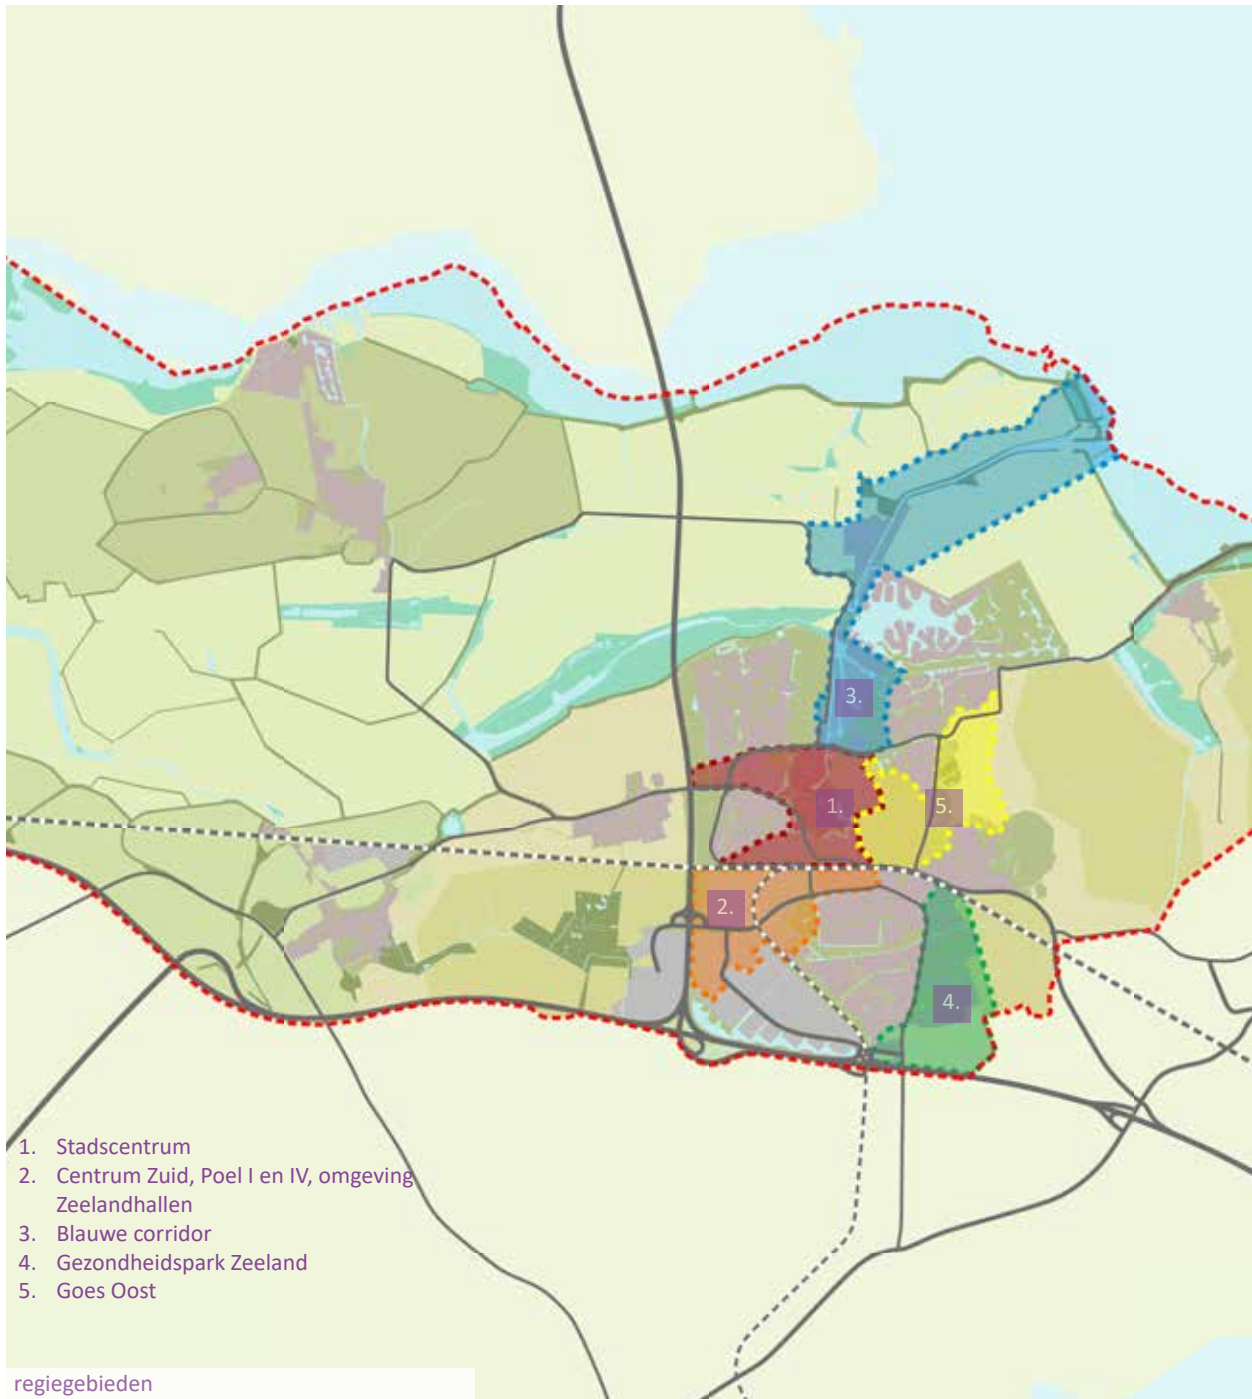 3.
1.
5.
2.
4.
1. Stadscentrum
2. Centrum Zuid, Poel I en IV, omgeving
Zeelandhallen
3. Blauwe corridor
4. Gezondheidspark Zeeland
5. Goes Oost
regiegebieden